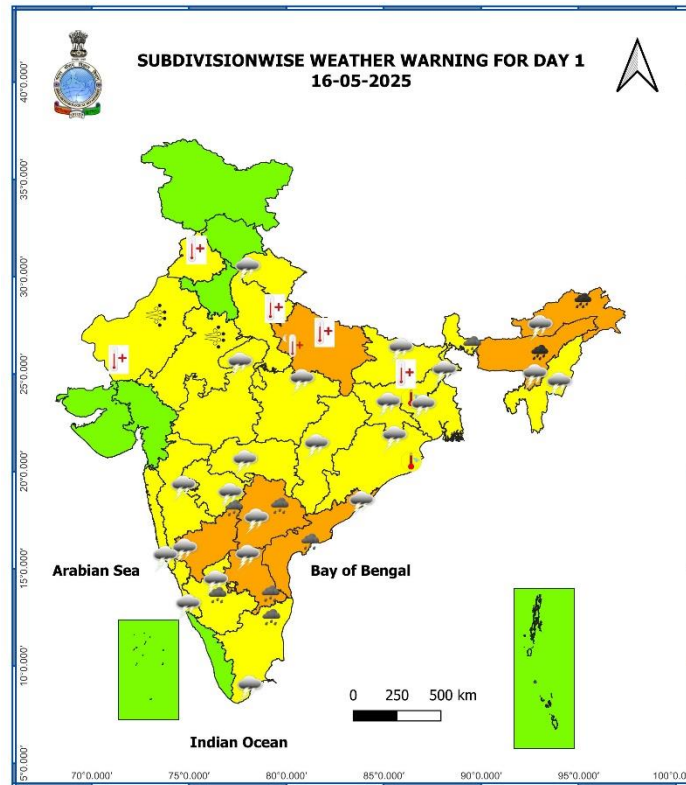 SUBDIVISIONWISE WEATHER WARNING FOR DAY 1
16-05-2025
40°0.000'
35°0.000'
30°0.000'
25°0.000'
20°0.000'
15°0.000'
10°0.000'
5°0.000'
Arabian Sea
Bay of Bengal
0 250 500 km
Indian Ocean
70°0.000' 75°0.000' 80°0.000' 85°0.000' 90°0.000' 95°0.000' 100°0.000'